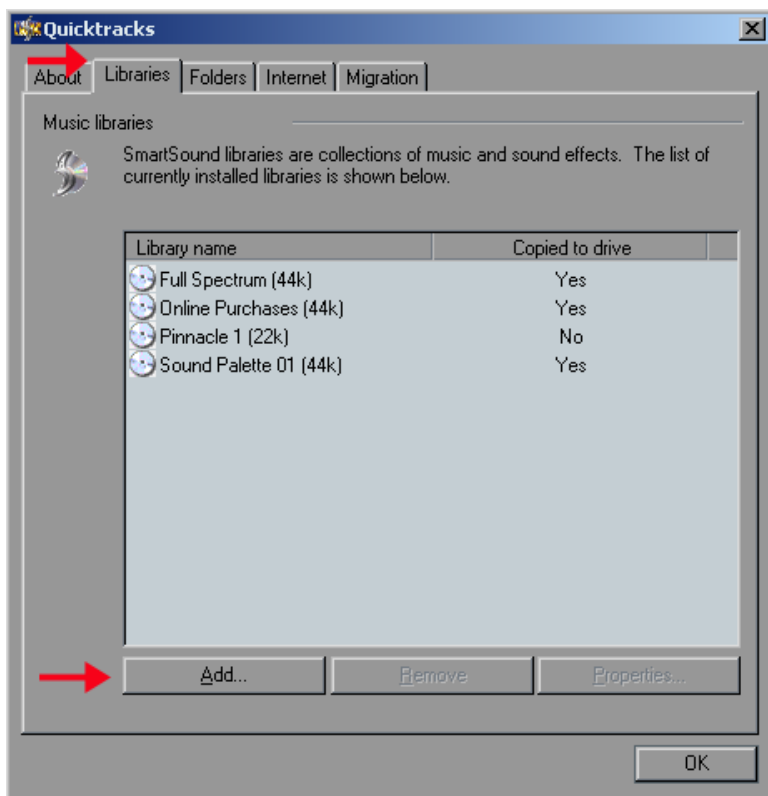 Quicktracks
About Libraries Folders Internet Migration
Music libraries
SmartSound libraries are collections of music and sound effects. The list of
currently installed libraries is shown below.
Library name Copied to drive
Full Spectrum (44k) Yes
Online Purchases (44k) Yes
Pinnacle 1 (22k) No
Sound Palette 01 (44k) Yes
Add... Remove Properties...
OK